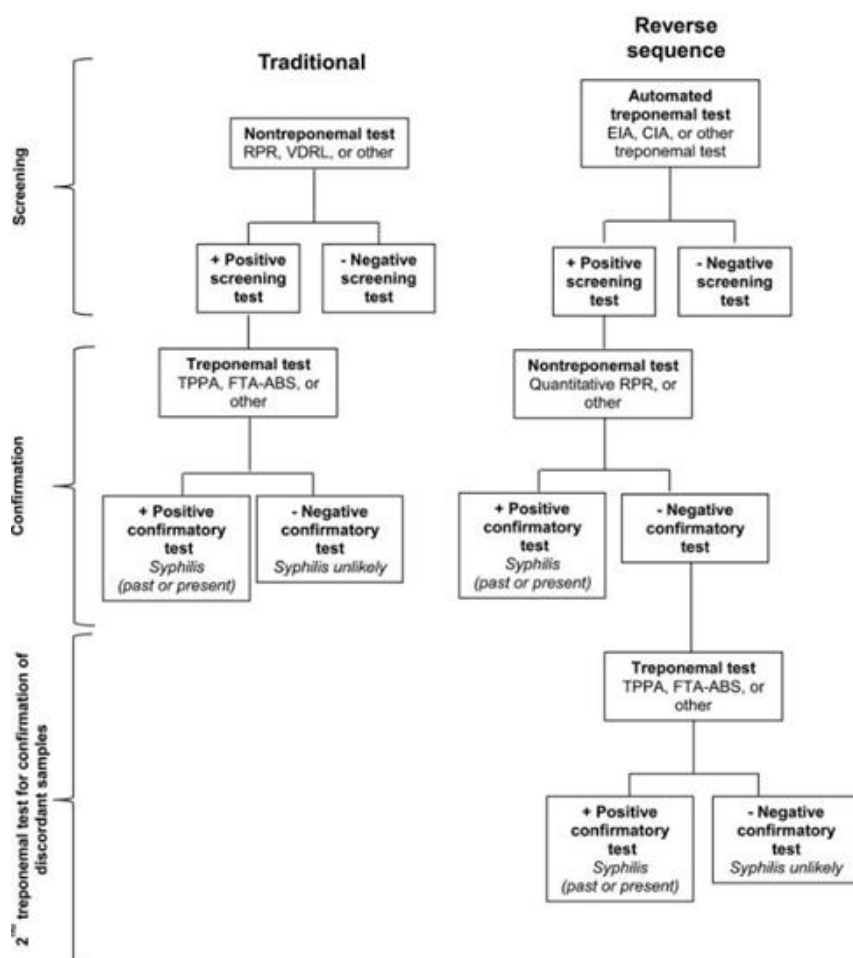 Traditional
Reverse
sequence
Screening
Nontreponemal test
RPR, VDRL, or other
+ Positive
screening
test
- Negative
screening
test
Automated
treponemal test
EIA, CIA, or other
treponemal test
+ Positive
screening
test
- Negative
screening
test
Confirmation
Treponemal test
TPPA, FTA-ABS, or
other
+ Positive
confirmatory
test
Syphilis
(past or present)
- Negative
confirmatory
test
Syphilis unlikely
Nontreponemal test
Quantitative RPR, or
other
+ Positive
confirmatory
test
Syphilis
(past or present)
- Negative
confirmatory
test
2nd treponemal test for confirmation of
discordant samples
Treponemal test
TPPA, FTA-ABS, or
other
+ Positive
confirmatory
test
Syphilis
(past or present)
- Negative
confirmatory
test
Syphilis unlikely